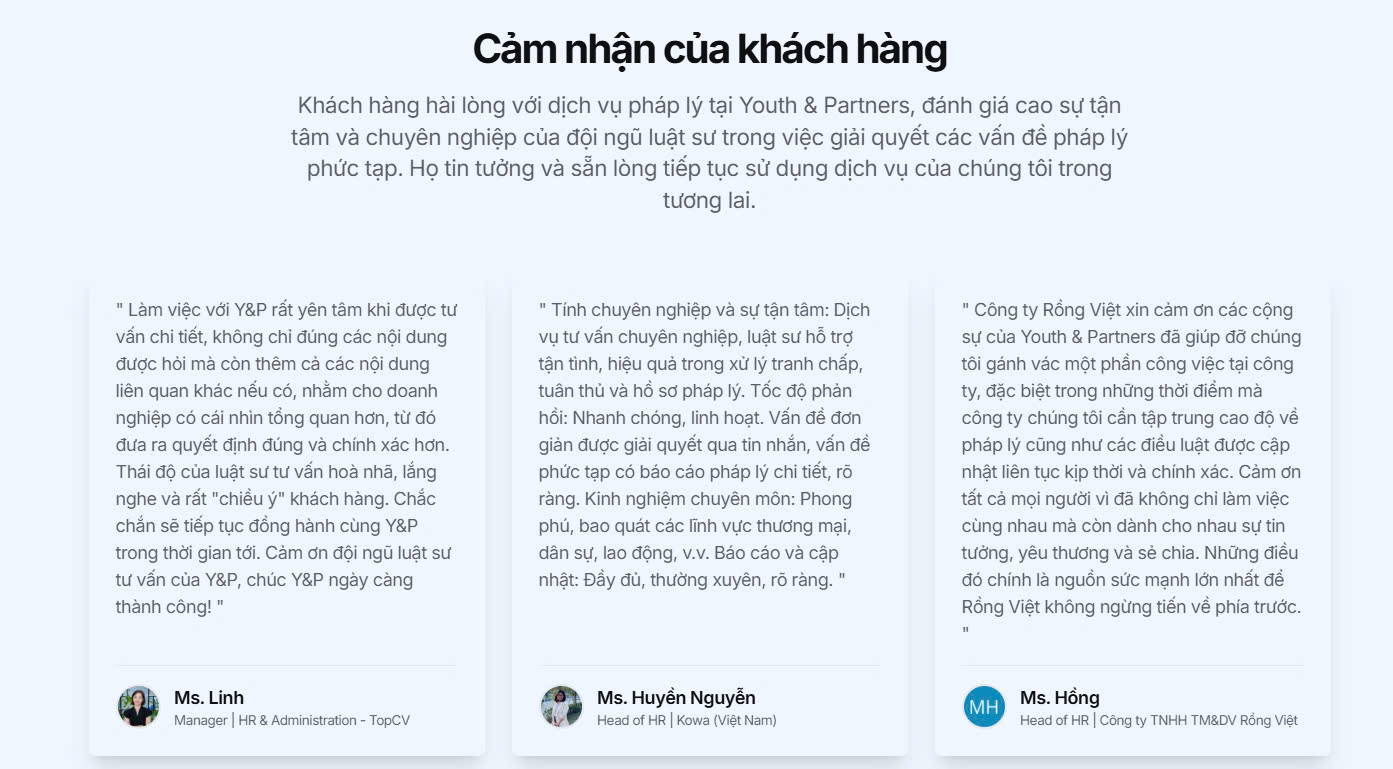 Cảm nhận của khách hàng
Khách hàng hài lòng với dịch vụ pháp lý tại Youth & Partners, đánh giá cao sự tận
tâm và chuyên nghiệp của đội ngũ luật sư trong việc giải quyết các vấn đề pháp lý
phức tạp. Họ tin tưởng và sẵn lòng tiếp tục sử dụng dịch vụ của chúng tôi trong
tương lai.
" Làm việc với Y&P rất yên tâm khi được tư
vấn chi tiết, không chỉ đúng các nội dung
được hỏi mà còn thêm cả các nội dung
liên quan khác nếu có, nhằm cho doanh
nghiệp có cái nhìn tổng quan hơn, từ đó
đưa ra quyết định đúng và chính xác hơn.
Thái độ của luật sư tư vấn hoà nhã, lắng
nghe và rất "chiều ý" khách hàng. Chắc
chắn sẽ tiếp tục đồng hành cùng Y&P
trong thời gian tới. Cảm ơn đội ngũ luật sư
tư vấn của Y&P, chúc Y&P ngày càng
thành công! "
Ms. Linh
Manager | HR & Administration - TopCV
" Tính chuyên nghiệp và sự tận tâm: Dịch
vụ tư vấn chuyên nghiệp, luật sư hỗ trợ
tận tình, hiệu quả trong xử lý tranh chấp,
tuân thủ và hồ sơ pháp lý. Tốc độ phản
hồi: Nhanh chóng, linh hoạt. Vấn đề đơn
giản được giải quyết qua tin nhắn, vấn đề
phức tạp có báo cáo pháp lý chi tiết, rõ
ràng. Kinh nghiệm chuyên môn: Phong
phú, bao quát các lĩnh vực thương mại,
dân sự, lao động, v.v. Báo cáo và cập
nhật: Đầy đủ, thường xuyên, rõ ràng. "
Ms. Huyền Nguyễn
Head of HR | Kowa (Việt Nam)
" Công ty Rồng Việt xin cảm ơn các cộng
sự của Youth & Partners đã giúp đỡ chúng
tôi gánh vác một phần công việc tại công
ty, đặc biệt trong những thời điểm mà
công ty chúng tôi cần tập trung cao độ về
pháp lý cũng như các điều luật được cập
nhật liên tục kịp thời và chính xác. Cảm ơn
tất cả mọi người vì đã không chỉ làm việc
cùng nhau mà còn dành cho nhau sự tin
tưởng, yêu thương và sẻ chia. Những điều
đó chính là nguồn sức mạnh lớn nhất để
Rồng Việt không ngừng tiến về phía trước.
"
MH
Ms. Hồng
Head of HR | Công ty TNHH TM&DV Rồng Việt